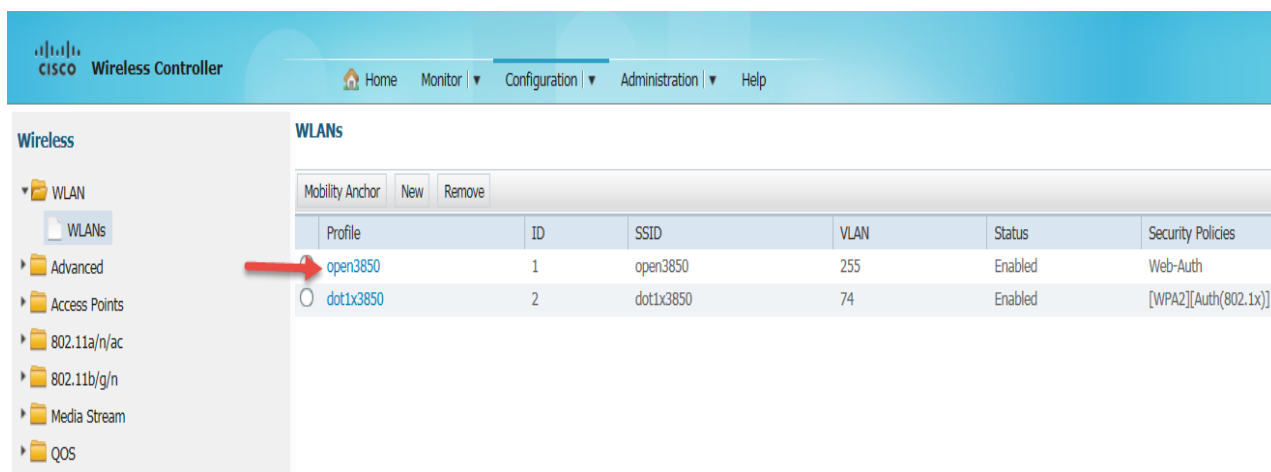 CISCO Wireless Controller
Home Monitor Configuration Administration Help
Wireless
WLAN
WLANs
Advanced
Access Points
802.11a/n/ac
802.11b/g/n
Media Stream
QOS
WLANs
Mobility Anchor New Remove
Profile ID SSID VLAN Status Security Policies
open3850 1 open3850 255 Enabled Web-Auth
dot1x3850 2 dot1x3850 74 Enabled [WPA2][Auth(802.1x)]